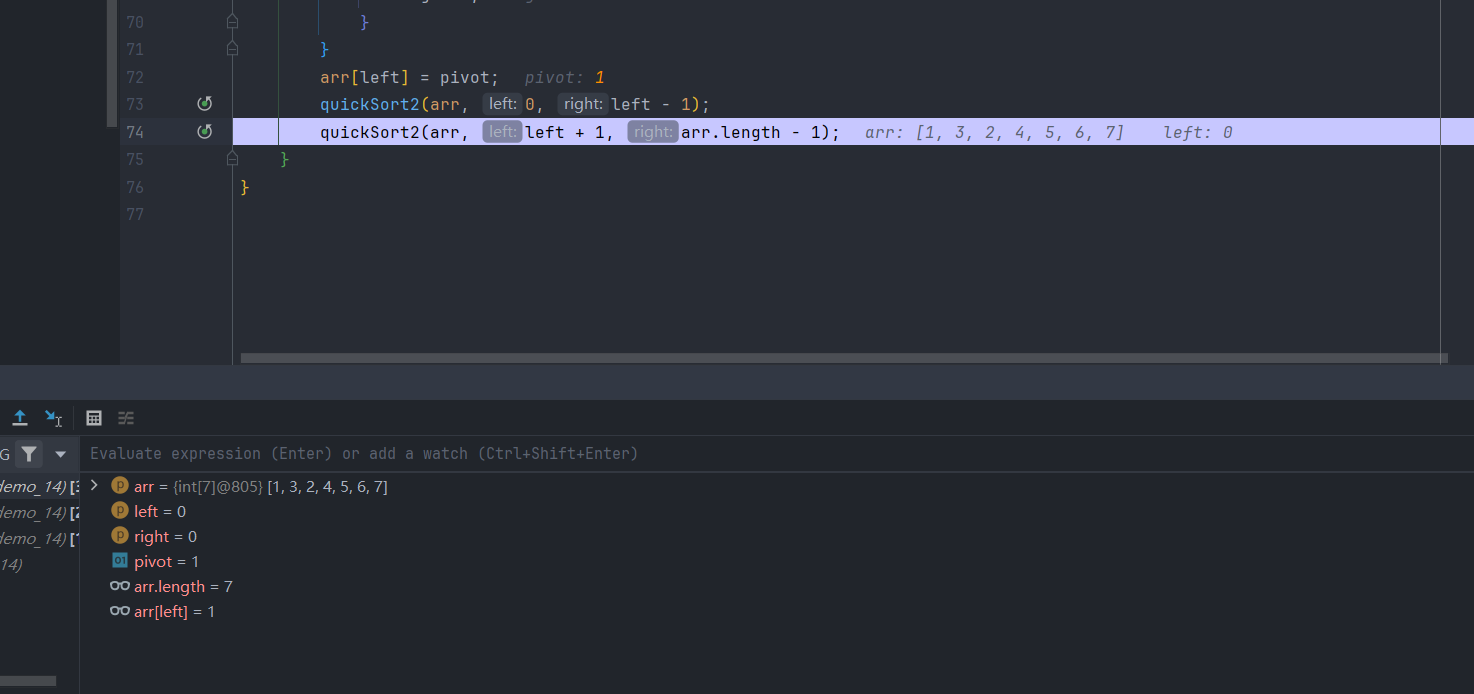 70 }
71 }
72 arr[left] = pivot; pivot: 1
73 quickSort2(arr, left: 0, right: left - 1);
74 quickSort2(arr, left: left + 1, right: arr.length - 1); arr: [1, 3, 2, 4, 5, 6, 7] left: 0
75 }
76 }
77
G Evaluate expression (Enter) or add a watch (Ctrl+Shift+Enter)
demo_14) [3 arr = {int[7]@805} [1, 3, 2, 4, 5, 6, 7]
demo_14) [2 left = 0
demo_14) [1 right = 0
14) pivot = 1
arr.length = 7
arr[left] = 1